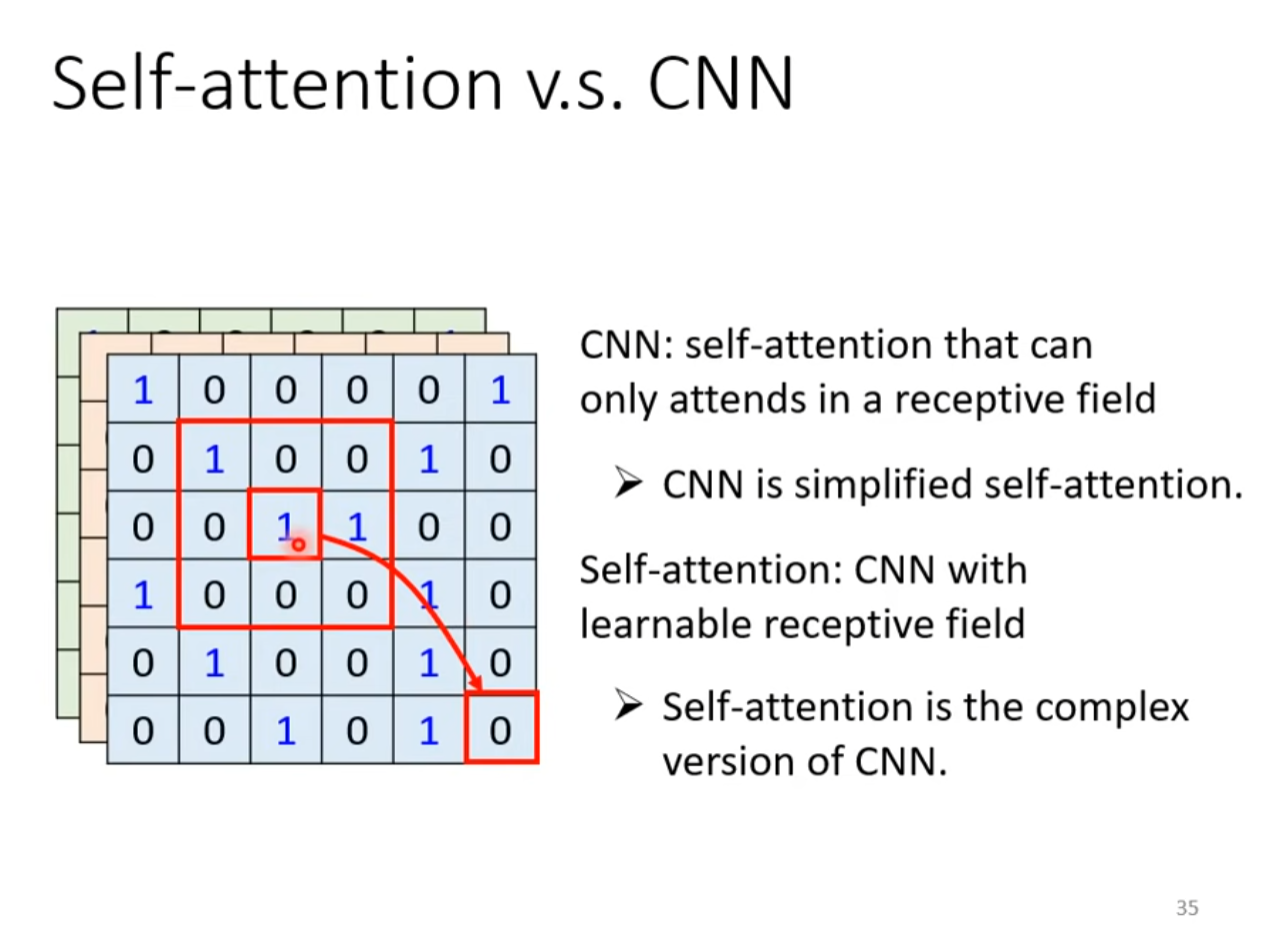 Self-attention v.s. CNN
1 0 0 0 0 1
0 1 0 0 1 0
0 0 1 1 0 0
1 0 0 0 1 0
0 1 0 0 1 0
0 0 1 0 1 0
CNN: self-attention that can
only attends in a receptive field
➢ CNN is simplified self-attention.
Self-attention: CNN with
learnable receptive field
➢ Self-attention is the complex
version of CNN.
35